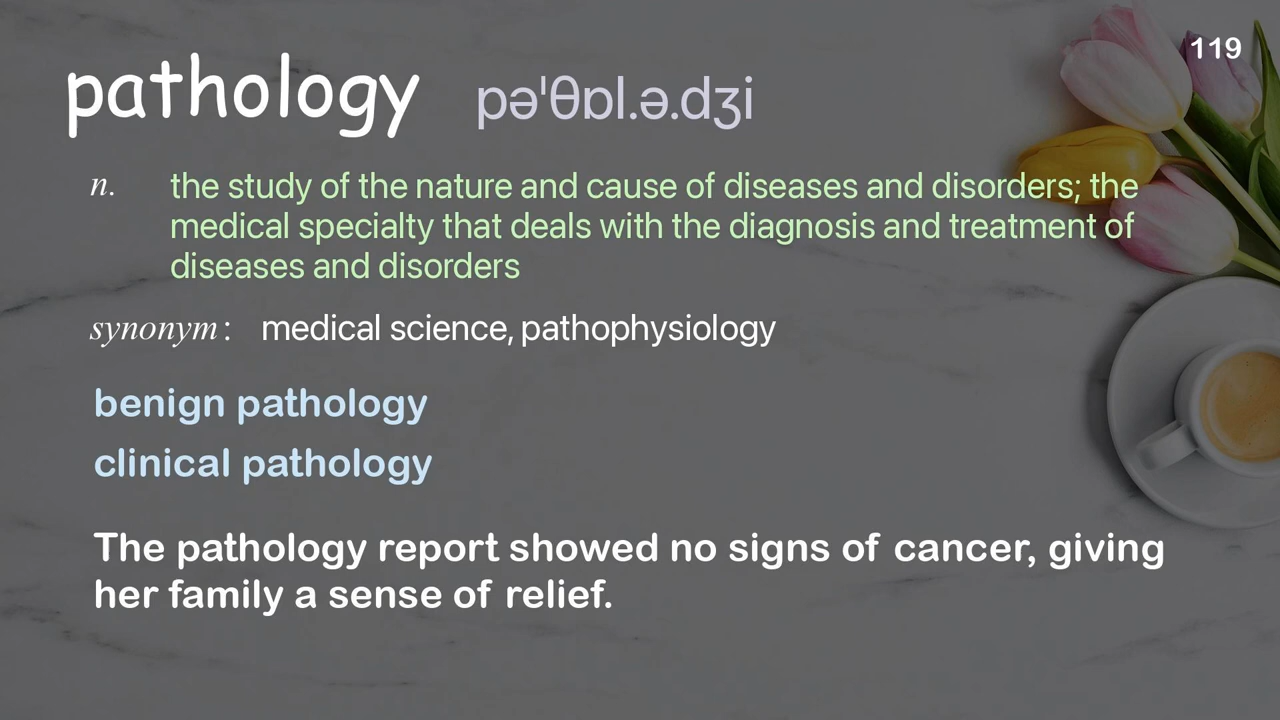 119
pathology pəˈθɒl.ə.dʒi
n. the study of the nature and cause of diseases and disorders; the
medical specialty that deals with the diagnosis and treatment of
diseases and disorders
synonym: medical science, pathophysiology
benign pathology
clinical pathology
The pathology report showed no signs of cancer, giving
her family a sense of relief.